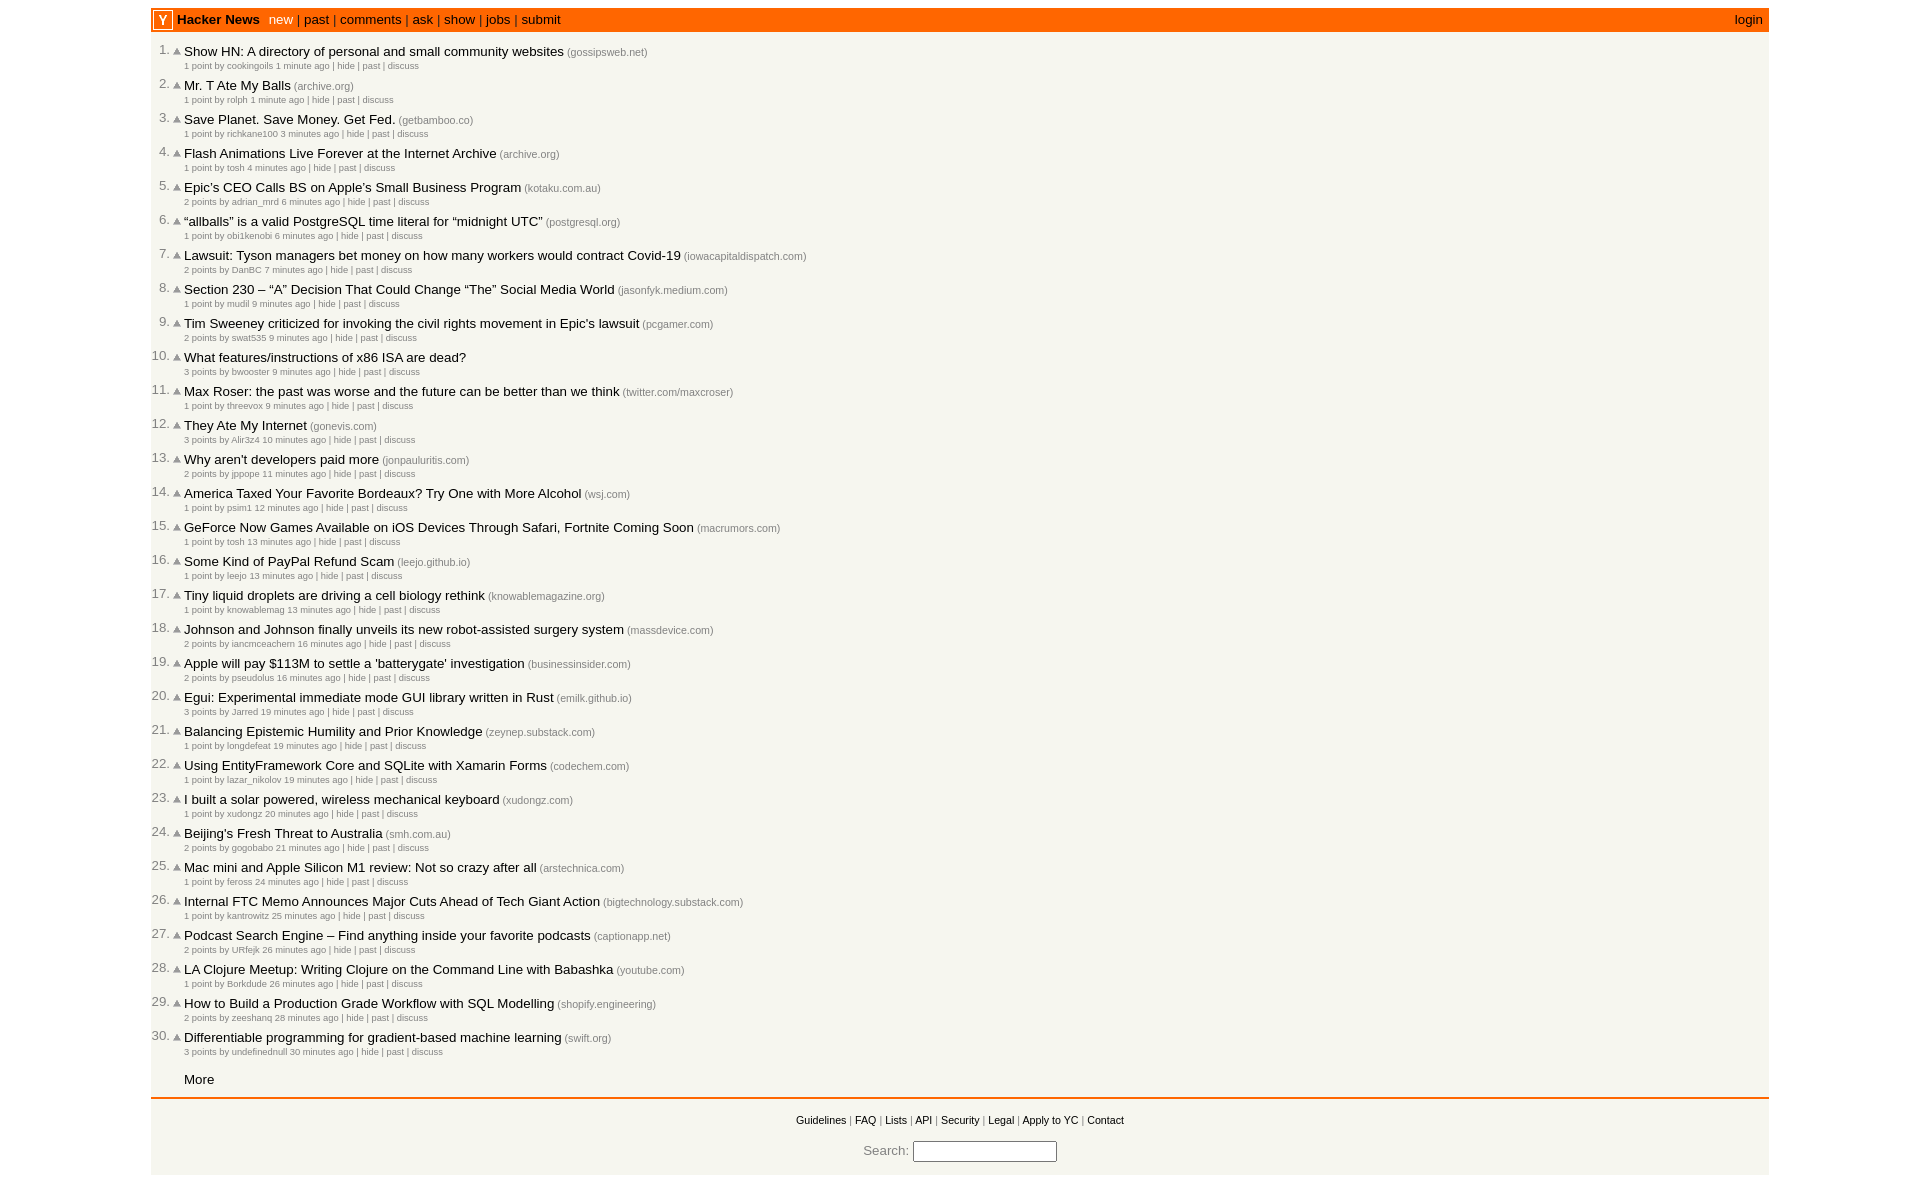 Y Hacker News new | past | comments | ask | show | jobs | submit login
1. Show HN: A directory of personal and small community websites (gossipsweb.net)
1 point by cookingoils 1 minute ago | hide | past | discuss
2. Mr. T Ate My Balls (archive.org)
1 point by rolph 1 minute ago | hide | past | discuss
3. Save Planet. Save Money. Get Fed. (getbamboo.co)
1 point by richkane100 3 minutes ago | hide | past | discuss
4. Flash Animations Live Forever at the Internet Archive (archive.org)
1 point by tosh 4 minutes ago | hide | past | discuss
5. Epic’s CEO Calls BS on Apple’s Small Business Program (kotaku.com.au)
2 points by adrian_mrd 6 minutes ago | hide | past | discuss
6. “allballs” is a valid PostgreSQL time literal for “midnight UTC” (postgresql.org)
1 point by obi1kenobi 6 minutes ago | hide | past | discuss
7. Lawsuit: Tyson managers bet money on how many workers would contract Covid-19 (iowacapitaldispatch.com)
2 points by DanBC 7 minutes ago | hide | past | discuss
8. Section 230 – “A” Decision That Could Change “The” Social Media World (jasonfyk.medium.com)
1 point by mudil 9 minutes ago | hide | past | discuss
9. Tim Sweeney criticized for invoking the civil rights movement in Epic's lawsuit (pcgamer.com)
2 points by swat535 9 minutes ago | hide | past | discuss
10. What features/instructions of x86 ISA are dead?
3 points by bwooster 9 minutes ago | hide | past | discuss
11. Max Roser: the past was worse and the future can be better than we think (twitter.com/maxcroser)
1 point by threevox 9 minutes ago | hide | past | discuss
12. They Ate My Internet (gonevis.com)
3 points by Alir3z4 10 minutes ago | hide | past | discuss
13. Why aren't developers paid more (jonpauluritis.com)
2 points by jppope 11 minutes ago | hide | past | discuss
14. America Taxed Your Favorite Bordeaux? Try One with More Alcohol (wsj.com)
1 point by psim1 12 minutes ago | hide | past | discuss
15. GeForce Now Games Available on iOS Devices Through Safari, Fortnite Coming Soon (macrumors.com)
1 point by tosh 13 minutes ago | hide | past | discuss
16. Some Kind of PayPal Refund Scam (leejo.github.io)
1 point by leejo 13 minutes ago | hide | past | discuss
17. Tiny liquid droplets are driving a cell biology rethink (knowablemagazine.org)
1 point by knowablemag 13 minutes ago | hide | past | discuss
18. Johnson and Johnson finally unveils its new robot-assisted surgery system (massdevice.com)
2 points by iancmceachern 16 minutes ago | hide | past | discuss
19. Apple will pay $113M to settle a 'batterygate' investigation (businessinsider.com)
2 points by pseudolus 16 minutes ago | hide | past | discuss
20. Egui: Experimental immediate mode GUI library written in Rust (emilk.github.io)
3 points by Jarred 19 minutes ago | hide | past | discuss
21. Balancing Epistemic Humility and Prior Knowledge (zeynep.substack.com)
1 point by longdefeat 19 minutes ago | hide | past | discuss
22. Using EntityFramework Core and SQLite with Xamarin Forms (codechem.com)
1 point by lazar_nikolov 19 minutes ago | hide | past | discuss
23. I built a solar powered, wireless mechanical keyboard (xudongz.com)
1 point by xudongz 20 minutes ago | hide | past | discuss
24. Beijing's Fresh Threat to Australia (smh.com.au)
2 points by gogobabo 21 minutes ago | hide | past | discuss
25. Mac mini and Apple Silicon M1 review: Not so crazy after all (arstechnica.com)
1 point by feross 24 minutes ago | hide | past | discuss
26. Internal FTC Memo Announces Major Cuts Ahead of Tech Giant Action (bigtechnology.substack.com)
1 point by kantrowitz 25 minutes ago | hide | past | discuss
27. Podcast Search Engine – Find anything inside your favorite podcasts (captionapp.net)
2 points by URfejk 26 minutes ago | hide | past | discuss
28. LA Clojure Meetup: Writing Clojure on the Command Line with Babashka (youtube.com)
1 point by Borkdude 26 minutes ago | hide | past | discuss
29. How to Build a Production Grade Workflow with SQL Modelling (shopify.engineering)
2 points by zeeshanq 28 minutes ago | hide | past | discuss
30. Differentiable programming for gradient-based machine learning (swift.org)
3 points by undefinednull 30 minutes ago | hide | past | discuss
More
Guidelines | FAQ | Lists | API | Security | Legal | Apply to YC | Contact
Search: